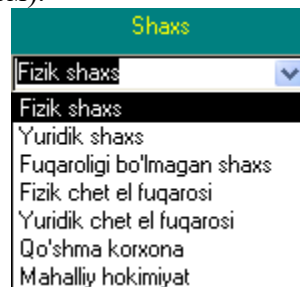 Shaxs
Fizik shaxs
Fizik shaxs
Yuridik shaxs
Fuqaroligi bo'lmagan shaxs
Fizik chet el fuqarosi
Yuridik chet el fuqarosi
Qo'shma korxona
Mahalliy hokimiyat